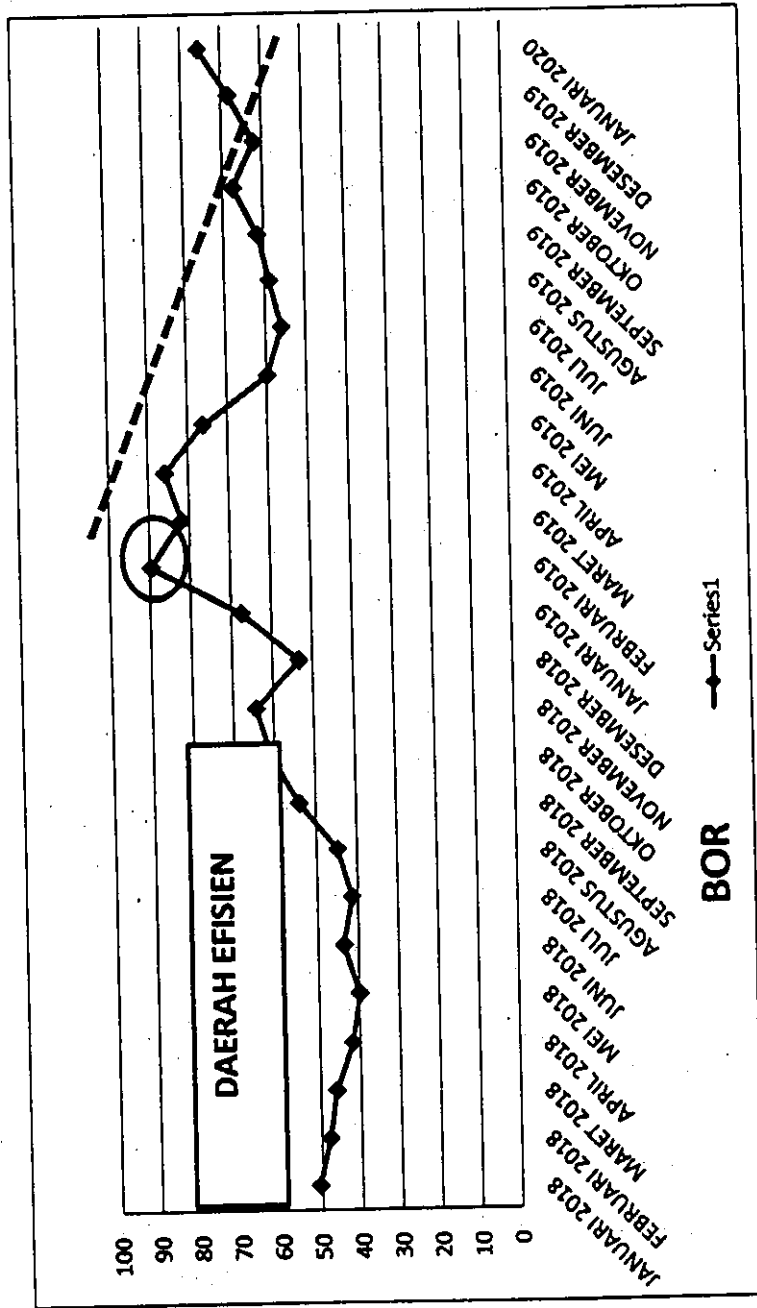 100
90
80
70
60
50
40
30
20
10
0
DAERAH EFISIEN
JANUARI 2018
FEBRUARI 2018
MARET 2018
APRIL 2018
MEI 2018
JUNI 2018
JULI 2018
AGUSTUS 2018
SEPTEMBER 2018
OKTOBER 2018
NOVEMBER 2018
DESEMBER 2018
JANUARI 2019
FEBRUARI 2019
MARET 2019
APRIL 2019
MEI 2019
JUNI 2019
JULI 2019
AGUSTUS 2019
SEPTEMBER 2019
OKTOBER 2019
NOVEMBER 2019
DESEMBER 2019
JANUARI 2020
BOR
Series1